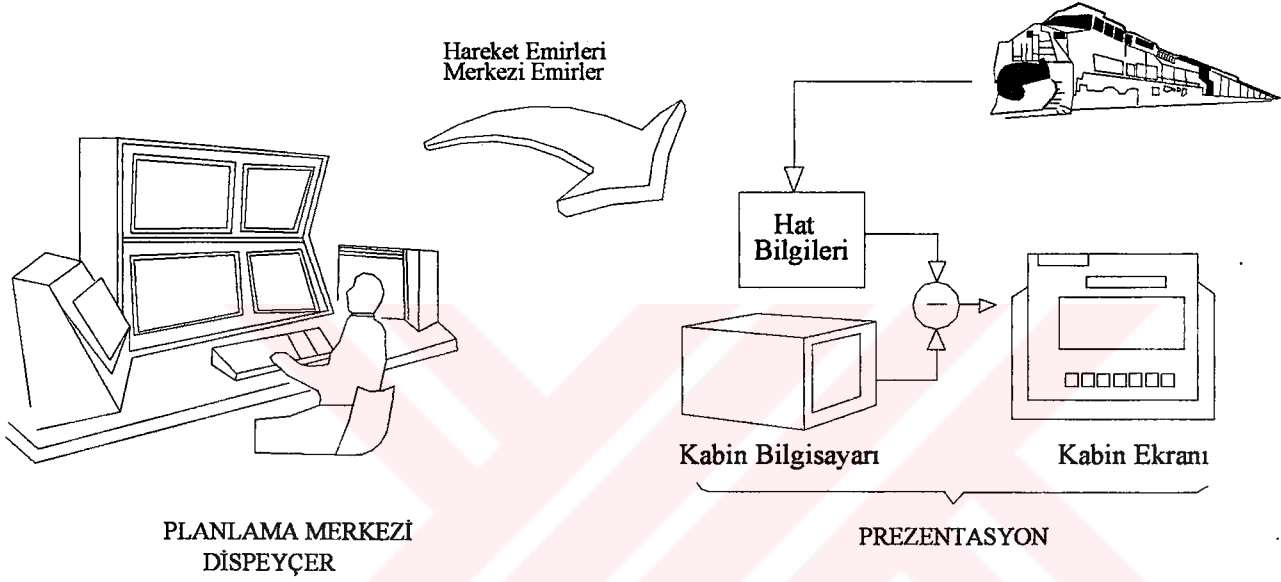 Hareket Emirleri
Merkezi Emirler
Hat
Bilgileri
Kabin Bilgisayarı
Kabin Ekranı
PLANLAMA MERKEZİ
DİSPEYÇER
PREZENTASYON